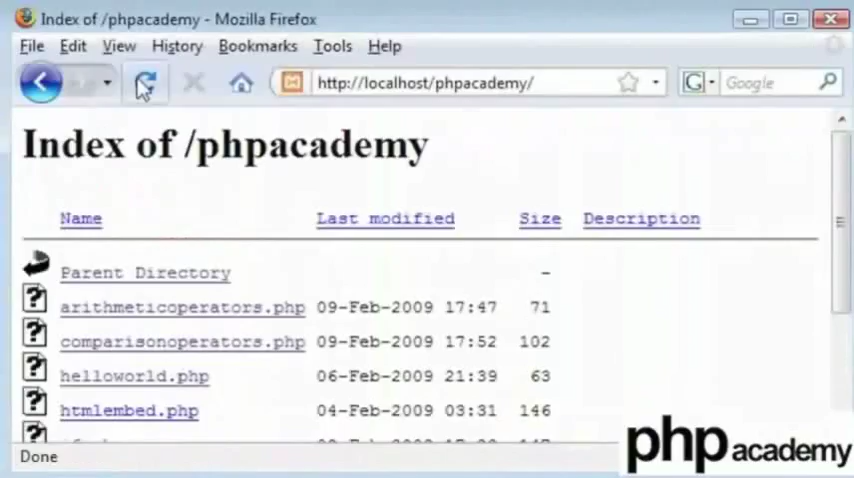 Index of /phpacademy - Mozilla Firefox
File Edit View History Bookmarks Tools Help
http://localhost/phpacademy/ G Google
Index of /phpacademy
Name Last modified Size Description
Parent Directory -
arithmeticoperators.php 09-Feb-2009 17:47 71
comparisonoperators.php 09-Feb-2009 17:52 102
helloworld.php 06-Feb-2009 21:39 63
htmlembed.php 04-Feb-2009 03:31 146
Done
php academy